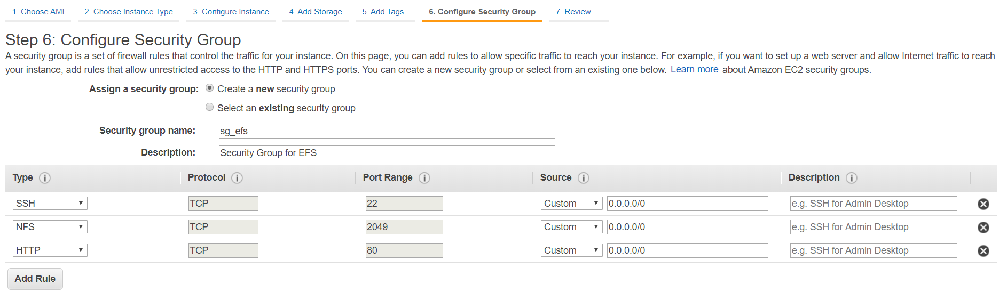 1. Choose AMI 2. Choose Instance Type 3. Configure Instance 4. Add Storage 5. Add Tags 6. Configure Security Group 7. Review
Step 6: Configure Security Group
A security group is a set of firewall rules that control the traffic for your instance. On this page, you can add rules to allow specific traffic to reach your instance. For example, if you want to set up a web server and allow Internet traffic to reach
your instance, add rules that allow unrestricted access to the HTTP and HTTPS ports. You can create a new security group or select from an existing one below. Learn more about Amazon EC2 security groups.
Assign a security group: Create a new security group
Select an existing security group
Security group name: sg_efs
Description: Security Group for EFS
Type i Protocol i Port Range i Source i Description i
SSH TCP 22 Custom 0.0.0.0/0 e.g. SSH for Admin Desktop
NFS TCP 2049 Custom 0.0.0.0/0 e.g. SSH for Admin Desktop
HTTP TCP 80 Custom 0.0.0.0/0 e.g. SSH for Admin Desktop
Add Rule